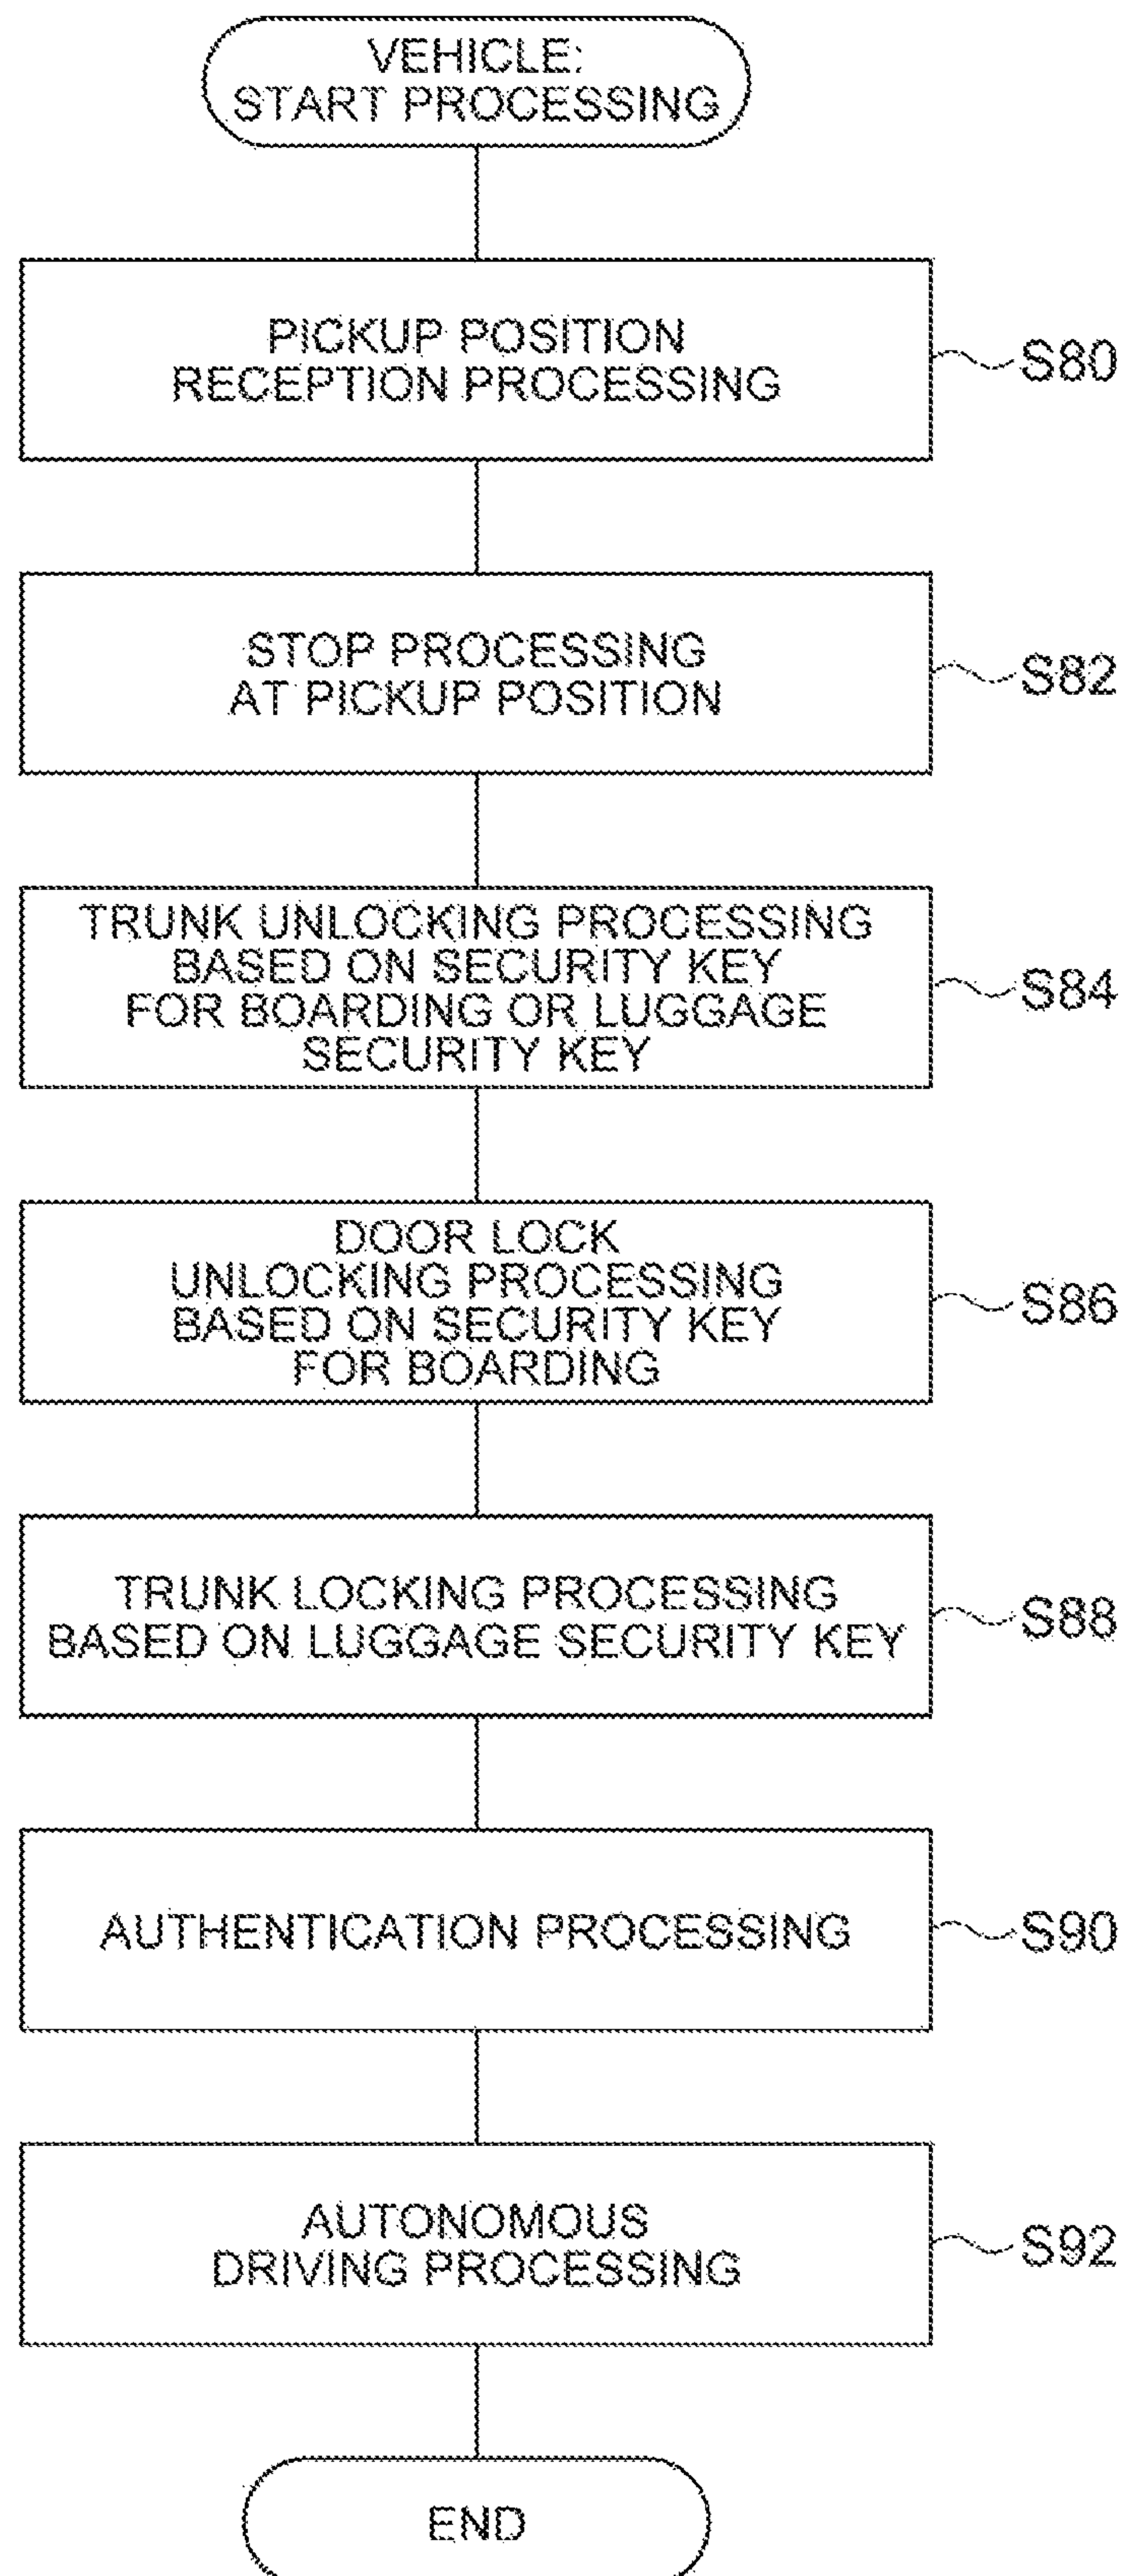 VEHICLE:
START PROCESSING
PICKUP POSITION
RECEPTION PROCESSING
S80
STOP PROCESSING
AT PICKUP POSITION
S82
TRUNK UNLOCKING PROCESSING
BASED ON SECURITY KEY
FOR BOARDING OR LUGGAGE
SECURITY KEY
S84
DOOR LOCK
UNLOCKING PROCESSING
BASED ON SECURITY KEY
FOR BOARDING
S86
TRUNK LOCKING PROCESSING
BASED ON LUGGAGE SECURITY KEY
S88
AUTHENTICATION PROCESSING
S90
AUTONOMOUS
DRIVING PROCESSING
S92
END